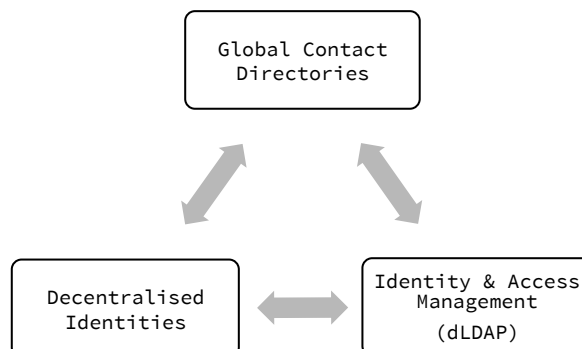 Global Contact
Directories
Decentralised
Identities
Identity & Access
Management
(dLDAP)